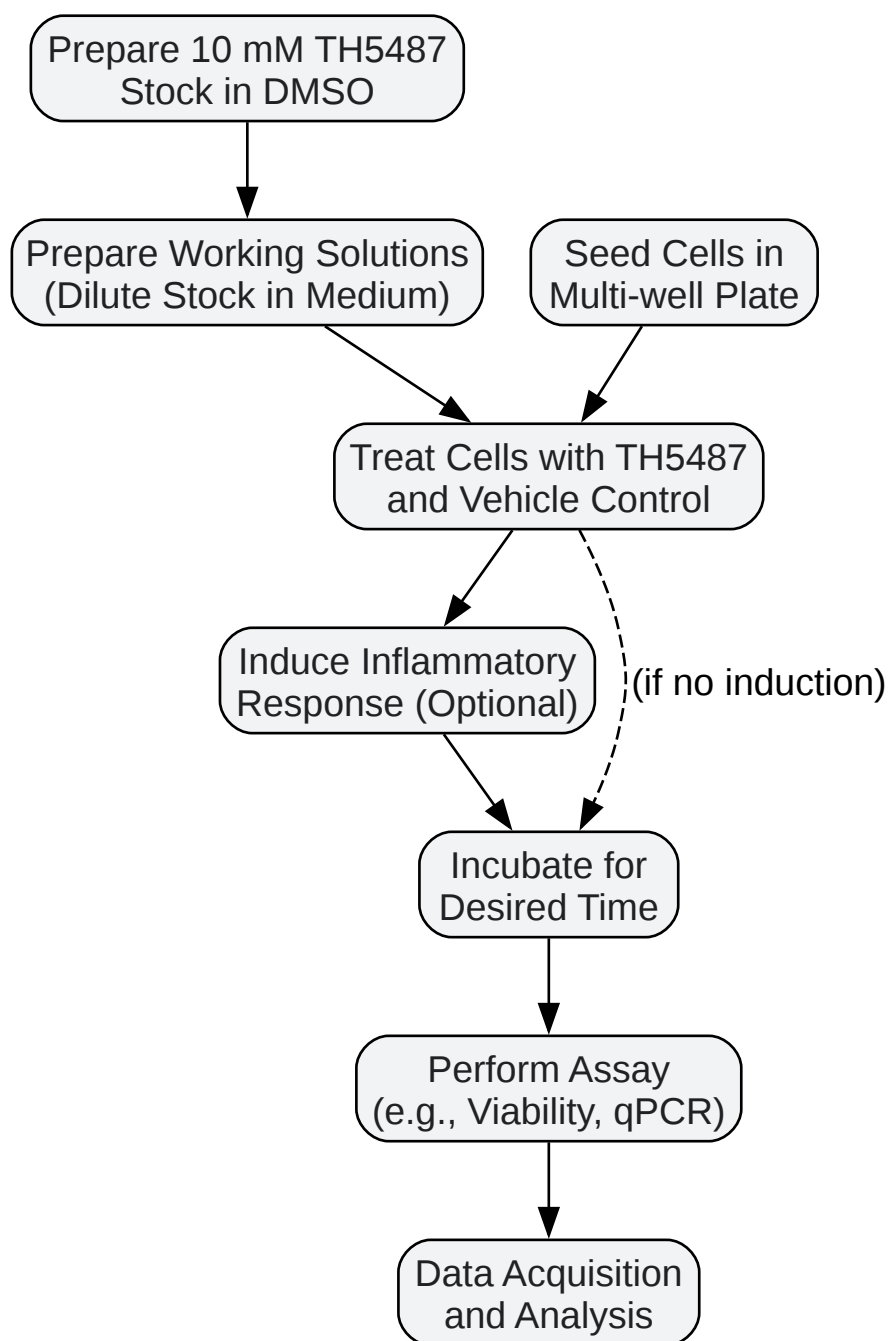 Prepare 10 mM TH5487
Stock in DMSO
Prepare Working Solutions
(Dilute Stock in Medium)
Seed Cells in
Multi-well Plate
Treat Cells with TH5487
and Vehicle Control
Induce Inflammatory
Response (Optional)
(if no induction)
Incubate for
Desired Time
Perform Assay
(e.g., Viability, qPCR)
Data Acquisition
and Analysis